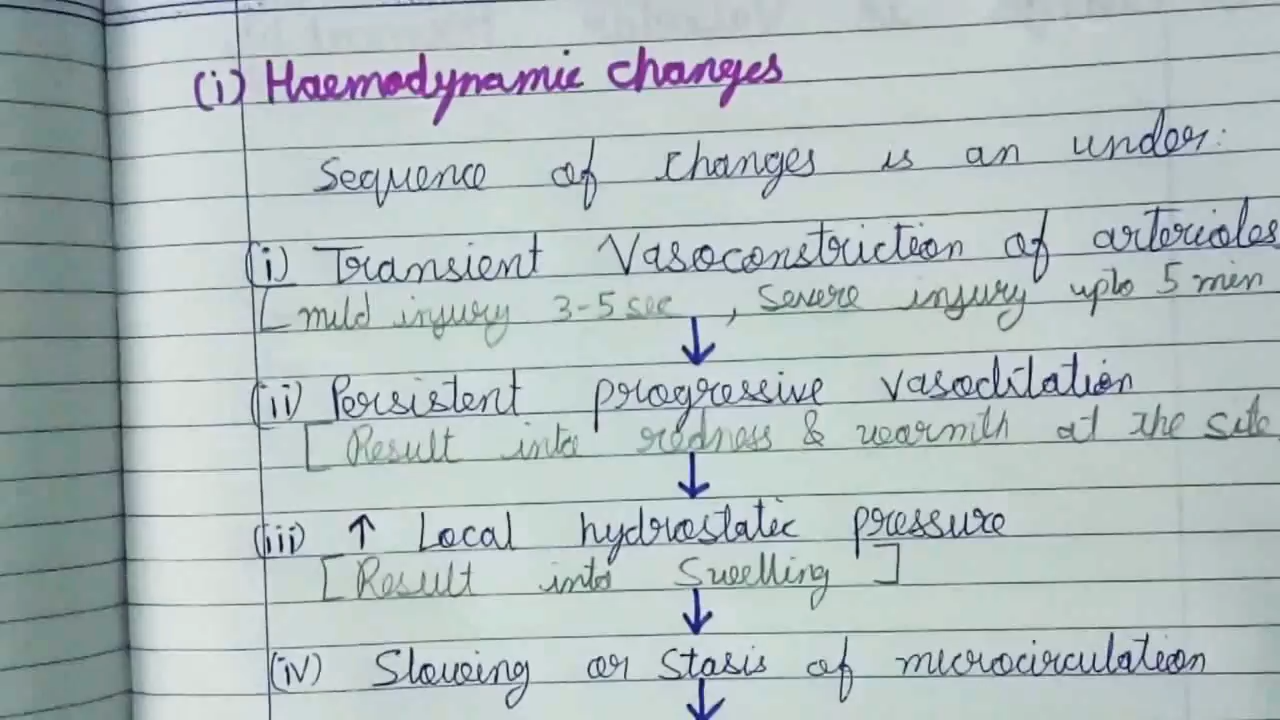 (i) Haemodynamic changes
Sequence of changes is an under:
(i) Transient Vasoconstriction of arterioles
[mild injury 3-5 sec, severe injury upto 5 min
↓
(ii) Persistent progressive vasodilation
[Result into redness & warmth at the site
↓
(iii) ↑ Local hydrostatic pressure
[Result into Swelling]
↓
(iv) Slowing or Stasis of microcirculation
↓